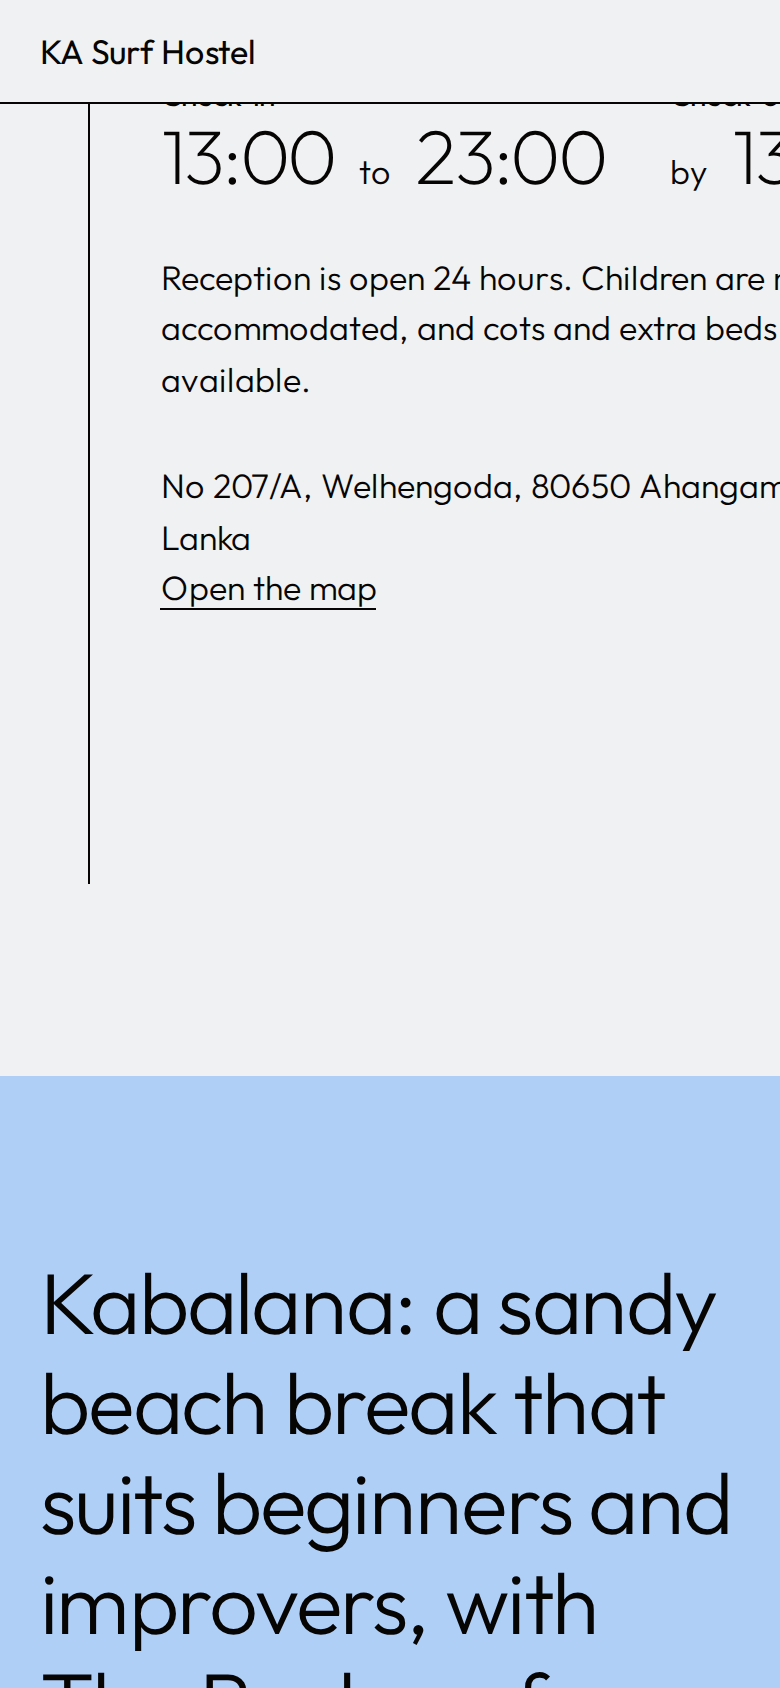 KA Surf Hostel
13:00 to 23:00 by
Reception is open 24 hours. Children are
accommodated, and cots and extra beds
available.
No 207/A, Welhengoda, 80650
Lanka
Open the map
Kabalana: a sandy
beach break that
suits beginners and
improvers, with